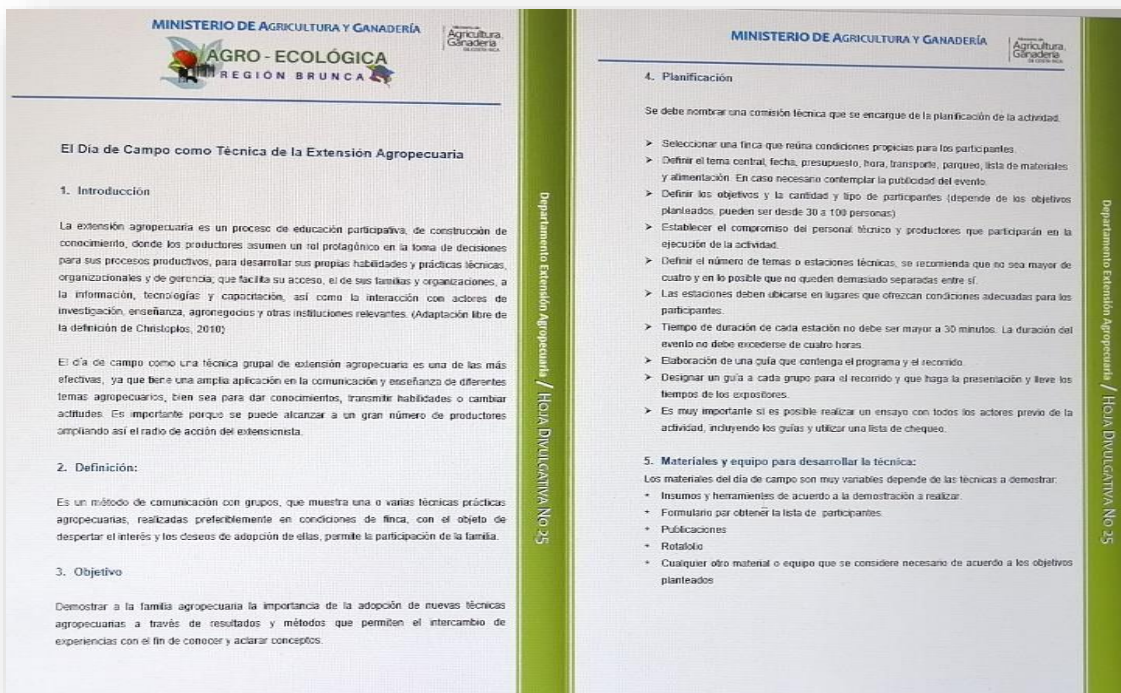 MINISTERIO DE AGRICULTURA Y GANADERÍA
Agricultura,
Ganadería
DE COSTA RICA
AGRO - ECOLÓGICA
REGIÓN BRUNCA
El Día de Campo como Técnica de la Extensión Agropecuaria
1. Introducción
La extensión agropecuaria es un proceso de educación participativa, de construcción de
conocimiento, donde los productores asumen un rol protagónico en la toma de decisiones
para sus procesos productivos, para desarrollar sus propias habilidades y prácticas técnicas,
organizacionales y de gerencia; que facilita su acceso, el de sus familias y organizaciones, a
la información, tecnologías y capacitación, así como la interacción con actores de
investigación, enseñanza, agronegocios y otras instituciones relevantes. (Adaptación libre de
la definición de Christoplos, 2010)
El día de campo como una técnica grupal de extensión agropecuaria es una de las más
efectivas, ya que tiene una amplia aplicación en la comunicación y enseñanza de diferentes
temas agropecuarios, bien sea para dar conocimientos, transmitir habilidades o cambiar
actitudes. Es importante porque se puede alcanzar a un gran número de productores
ampliando así el radio de acción del extensionista.
2. Definición:
Es un método de comunicación con grupos, que muestra una o varias técnicas prácticas
agropecuarias, realizadas preferiblemente en condiciones de finca, con el objeto de
despertar el interés y los deseos de adopción de ellas, permite la participación de la familia.
3. Objetivo
Demostrar a la familia agropecuaria la importancia de la adopción de nuevas técnicas
agropecuarias a través de resultados y métodos que permiten el intercambio de
experiencias con el fin de conocer y aclarar conceptos.
Departamento Extensión Agropecuaria / HOJA DIVULGATIVA NO 25
MINISTERIO DE AGRICULTURA Y GANADERÍA
Agricultura,
Ganadería
DE COSTA RICA
4. Planificación
Se debe nombrar una comisión técnica que se encargue de la planificación de la actividad.
➢ Seleccionar una finca que reúna condiciones propicias para los participantes.
➢ Definir el tema central, fecha, presupuesto, hora, transporte, parqueo, lista de materiales
y alimentación. En caso necesario contemplar la publicidad del evento.
➢ Definir los objetivos y la cantidad y tipo de participantes (depende de los objetivos
planteados, pueden ser desde 30 a 100 personas)
➢ Establecer el compromiso del personal técnico y productores que participarán en la
ejecución de la actividad.
➢ Definir el número de temas o estaciones técnicas, se recomienda que no sea mayor de
cuatro y en lo posible que no queden demasiado separadas entre sí.
➢ Las estaciones deben ubicarse en lugares que ofrezcan condiciones adecuadas para los
participantes.
➢ Tiempo de duración de cada estación no debe ser mayor a 30 minutos. La duración del
evento no debe excederse de cuatro horas.
➢ Elaboración de una guía que contenga el programa y el recorrido.
➢ Designar un guía a cada grupo para el recorrido y que haga la presentación y lleve los
tiempos de los expositores.
➢ Es muy importante si es posible realizar un ensayo con todos los actores previo de la
actividad, incluyendo los guías y utilizar una lista de chequeo.
5. Materiales y equipo para desarrollar la técnica:
Los materiales del día de campo son muy variables depende de las técnicas a demostrar:
* Insumos y herramientes de acuerdo a la demostración a realizar.
* Formulario par obtener la lista de participantes
* Publicaciones
* Rotafolio
* Cualquier otro material o equipo que se considere necesario de acuerdo a los objetivos
planteados
Departamento Extensión Agropecuaria / HOJA DIVULGATIVA NO 25